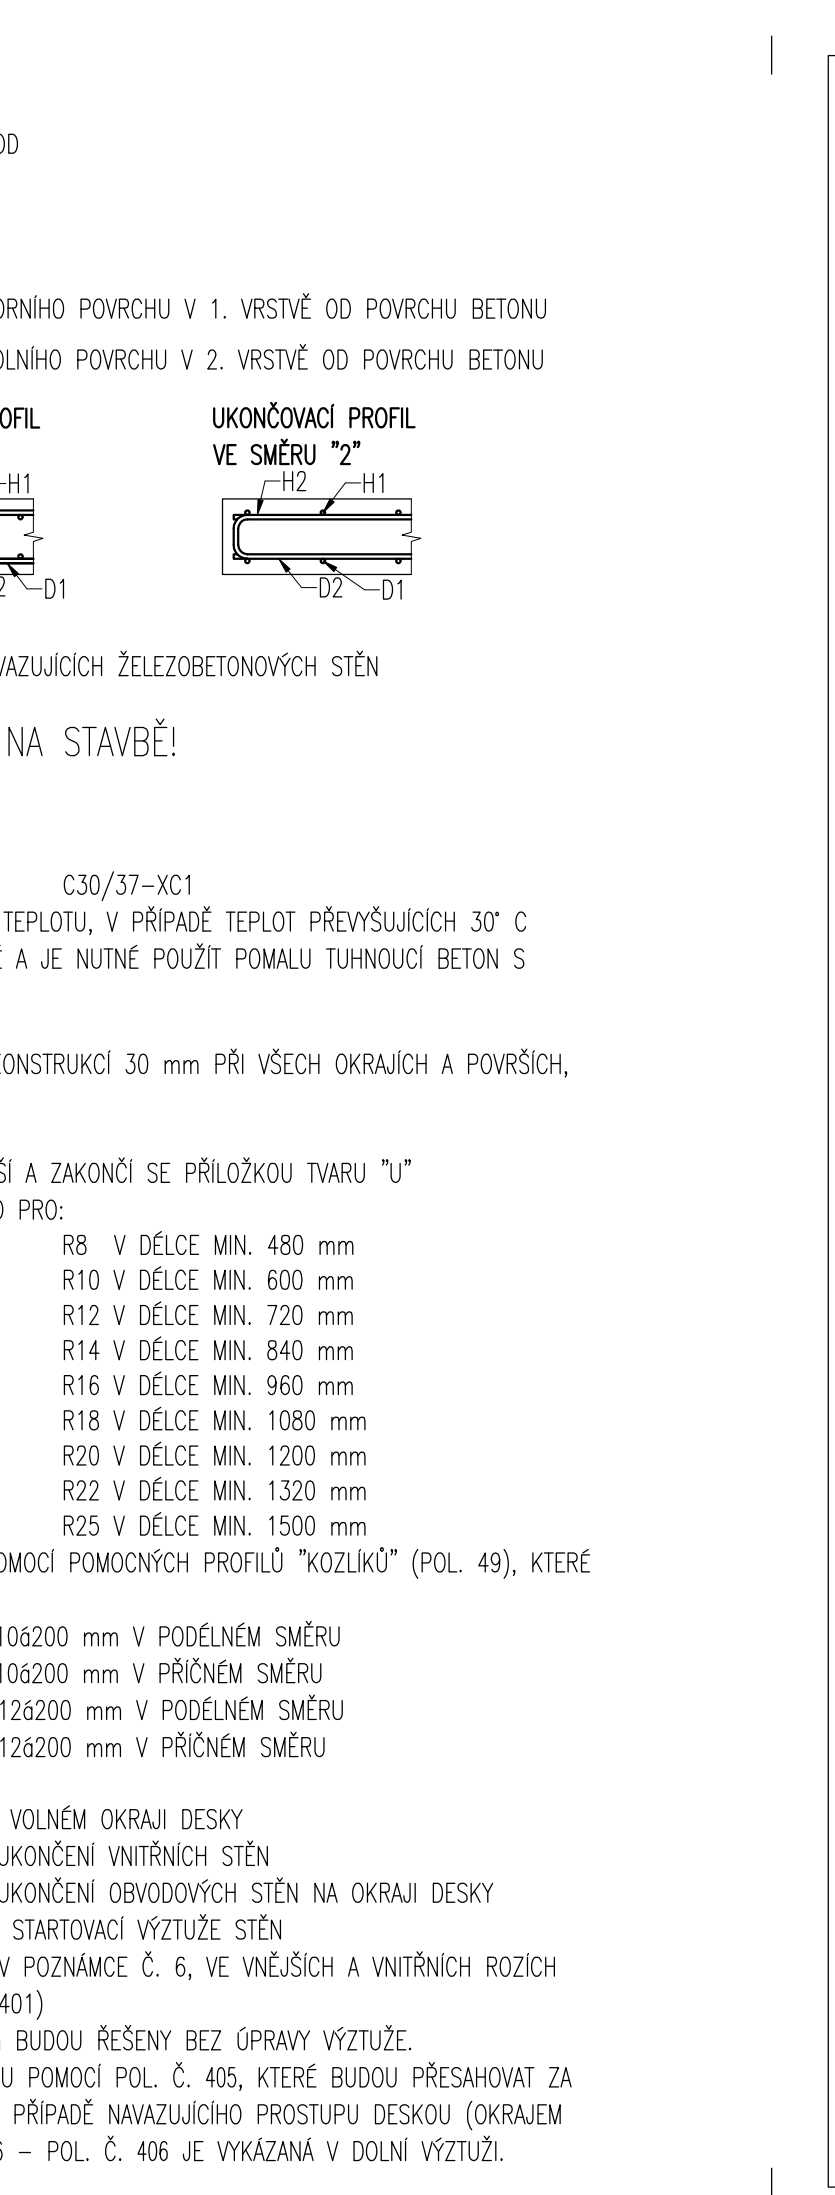 ORNÍHO POVRCHU V 1. VRSTVĚ OD POVRCHU BETONU
OLNÍHO POVRCHU V 2. VRSTVĚ OD POVRCHU BETONU
OFIL
UKONČOVACÍ PROFIL
VE SMĚRU "2"
H1
H2
H1
2
D1
D2
D1
VAZUJÍCÍCH ŽELEZOBETONOVÝCH STĚN
NA STAVBĚ!
C30/37-XC1
TEPLOTU, V PŘÍPADĚ TEPLOT PŘEVYŠUJÍCÍCH 30° C
A JE NUTNÉ POUŽÍT POMALU TUHNOUCÍ BETON S
KONSTRUKCÍ 30 mm PŘI VŠECH OKRAJÍCH A POVRŠÍCH,
ŠÍ A ZAKONČÍ SE PŘÍLOŽKOU TVARU "U"
O PRO:
R8 V DÉLCE MIN. 480 mm
R10 V DÉLCE MIN. 600 mm
R12 V DÉLCE MIN. 720 mm
R14 V DÉLCE MIN. 840 mm
R16 V DÉLCE MIN. 960 mm
R18 V DÉLCE MIN. 1080 mm
R20 V DÉLCE MIN. 1200 mm
R22 V DÉLCE MIN. 1320 mm
R25 V DÉLCE MIN. 1500 mm
OMOCÍ POMOCNÝCH PROFILŮ "KOZLÍKŮ" (POL. 49), KTERÉ
10á200 mm V PODÉLNÉM SMĚRU
10á200 mm V PŘÍČNÉM SMĚRU
12á200 mm V PODÉLNÉM SMĚRU
12á200 mm V PŘÍČNÉM SMĚRU
VOLNÉM OKRAJI DESKY
UKONČENÍ VNITŘNÍCH STĚN
UKONČENÍ OBVODOVÝCH STĚN NA OKRAJI DESKY
STARTOVACÍ VÝZTUŽE STĚN
V POZNÁMCE Č. 6, VE VNĚJŠÍCH A VNITŘNÍCH ROZÍCH
401)
BUDOU ŘEŠENY BEZ ÚPRAVY VÝZTUŽE.
U POMOCÍ POL. Č. 405, KTERÉ BUDOU PŘESAHOVAT ZA
PŘÍPADĚ NAVAZUJÍCÍHO PROSTUPU DESKOU (OKRAJEM
6 – POL. Č. 406 JE VYKÁZANÁ V DOLNÍ VÝZTUŽI.